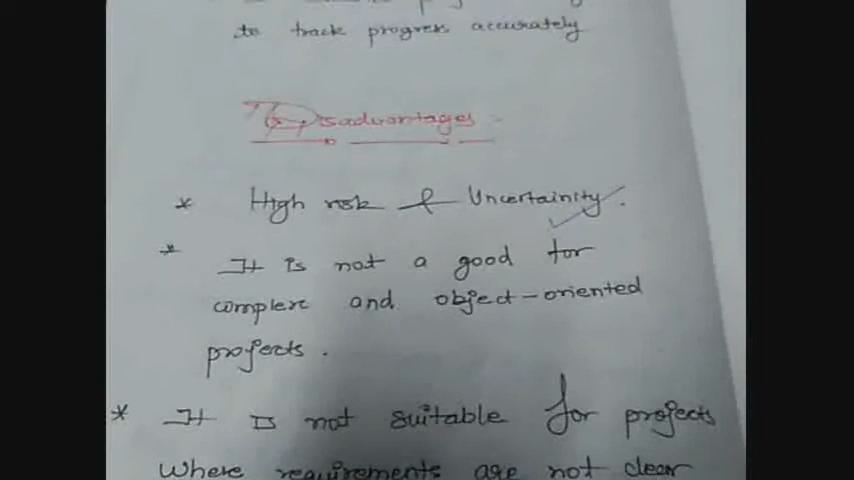 to track progress accurately
Disadvantages
* High risk & Uncertainity.
* It is not a good for
complex and object-oriented
projects.
* It is not suitable for projects
where requirements are not clear